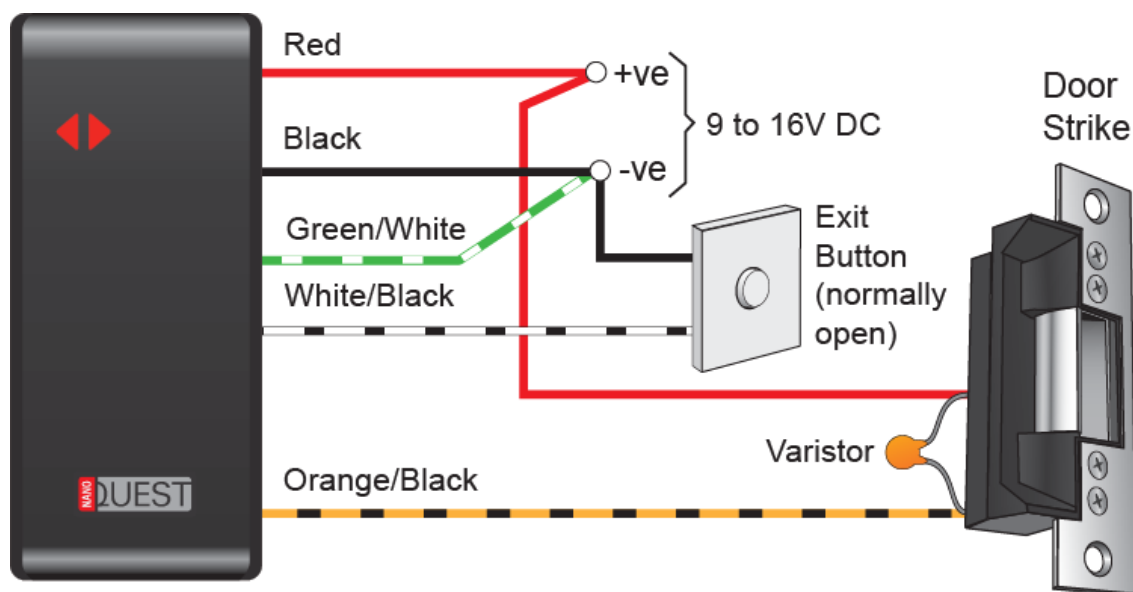 Red
+ve
9 to 16V DC
Door
Strike
Black
-ve
Green/White
Exit
Button
(normally
open)
White/Black
Varistor
Orange/Black
NANO
QUEST